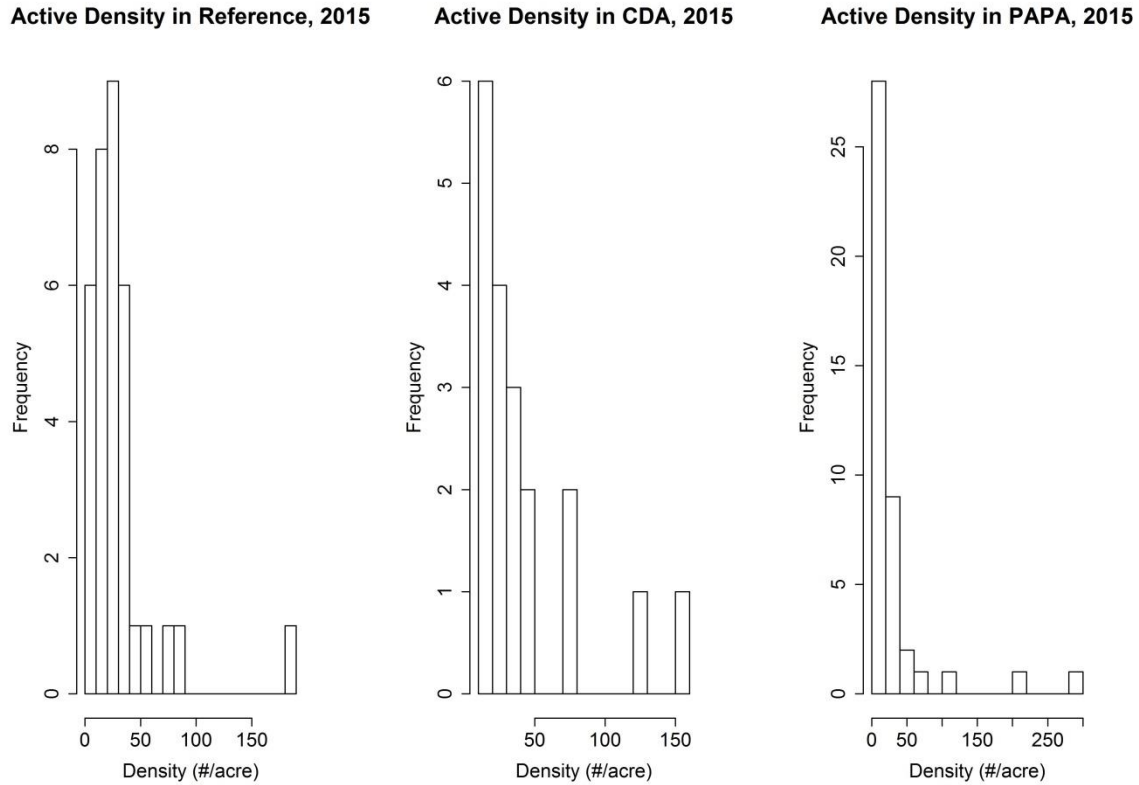 Active Density in Reference, 2015
Frequency
0
2
4
6
8
0 50 100 150
Density (#/acre)
Active Density in CDA, 2015
Frequency
0
1
2
3
4
5
6
50 100 150
Density (#/acre)
Active Density in PAPA, 2015
Frequency
0
5
10
15
20
25
0 50 150 250
Density (#/acre)